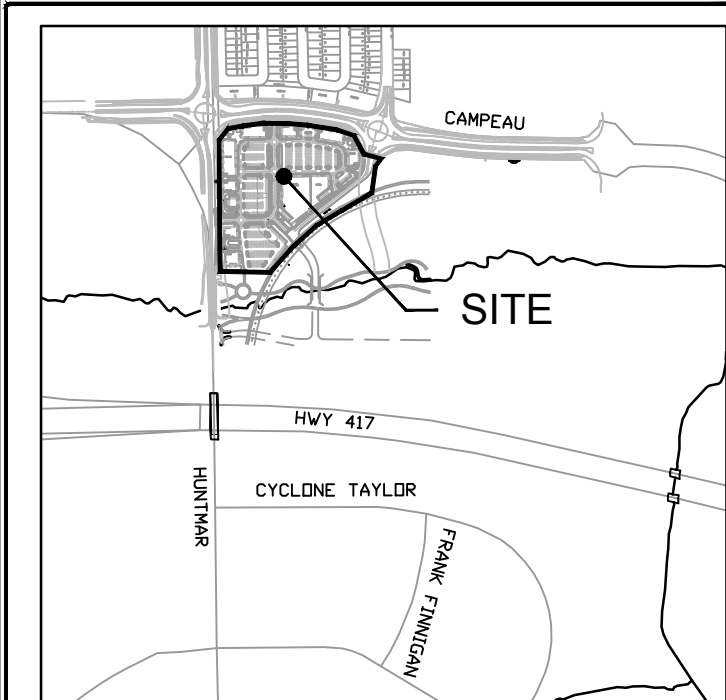 CAMPEAU
SITE
HWY 417
HUNTMAR
CYCLONE TAYLOR
FRANK FINNIGAN